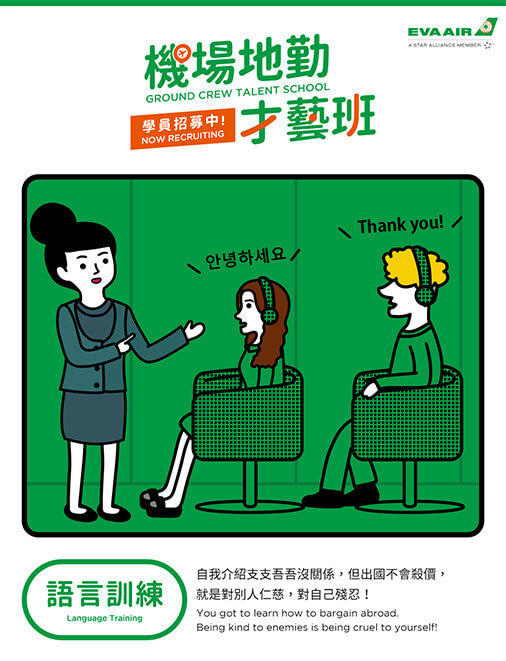 EVA AIR
A STAR ALLIANCE MEMBER
機場地勤
GROUND CREW TALENT SCHOOL
學員招募中!
NOW RECRUITING
才藝班
안녕하세요
Thank you!
語言訓練
Language Training
自我介紹支支吾吾沒關係，但出國不會殺價，
就是對別人仁慈，對自己殘忍！
You got to learn how to bargain abroad.
Being kind to enemies is being cruel to yourself!